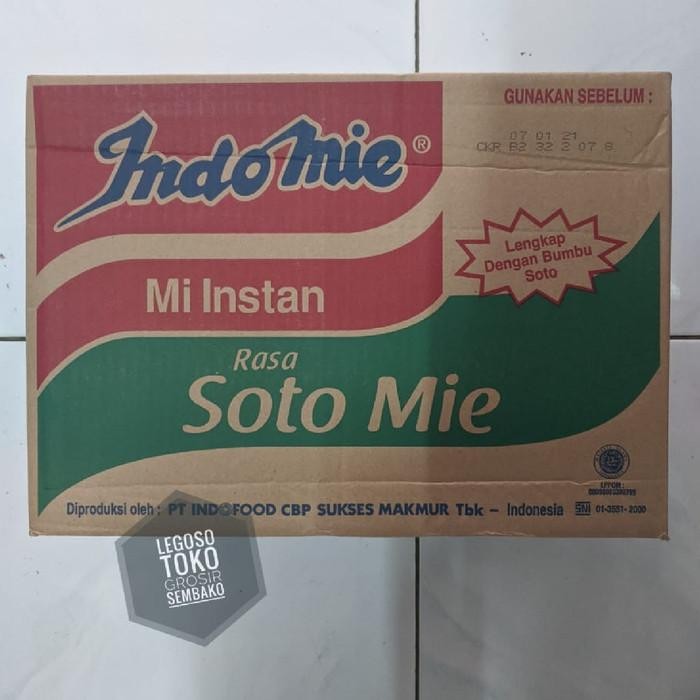 GUNAKAN SEBELUM :
07 01 21
CKR B2 32 2 07 8
IndoMie®
Lengkap
Dengan Bumbu
Soto
Mi Instan
Rasa
Soto Mie
LPPOM :
Diproduksi oleh : PT INDOFOOD CBP SUKSES MAKMUR Tbk – Indonesia SNI 01-3551-2000
LEGOSO
TOKO
GROSIR
SEMBAKO